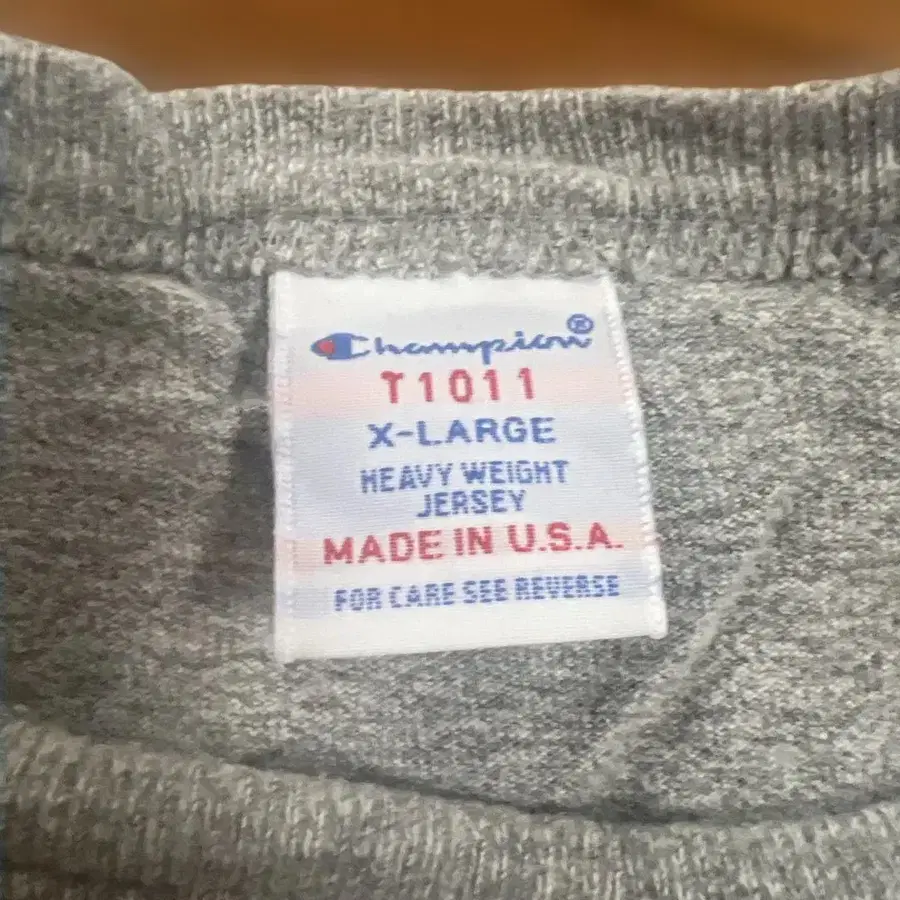 Champion®
T1011
X-LARGE
HEAVY WEIGHT
JERSEY
MADE IN U.S.A.
FOR CARE SEE REVERSE